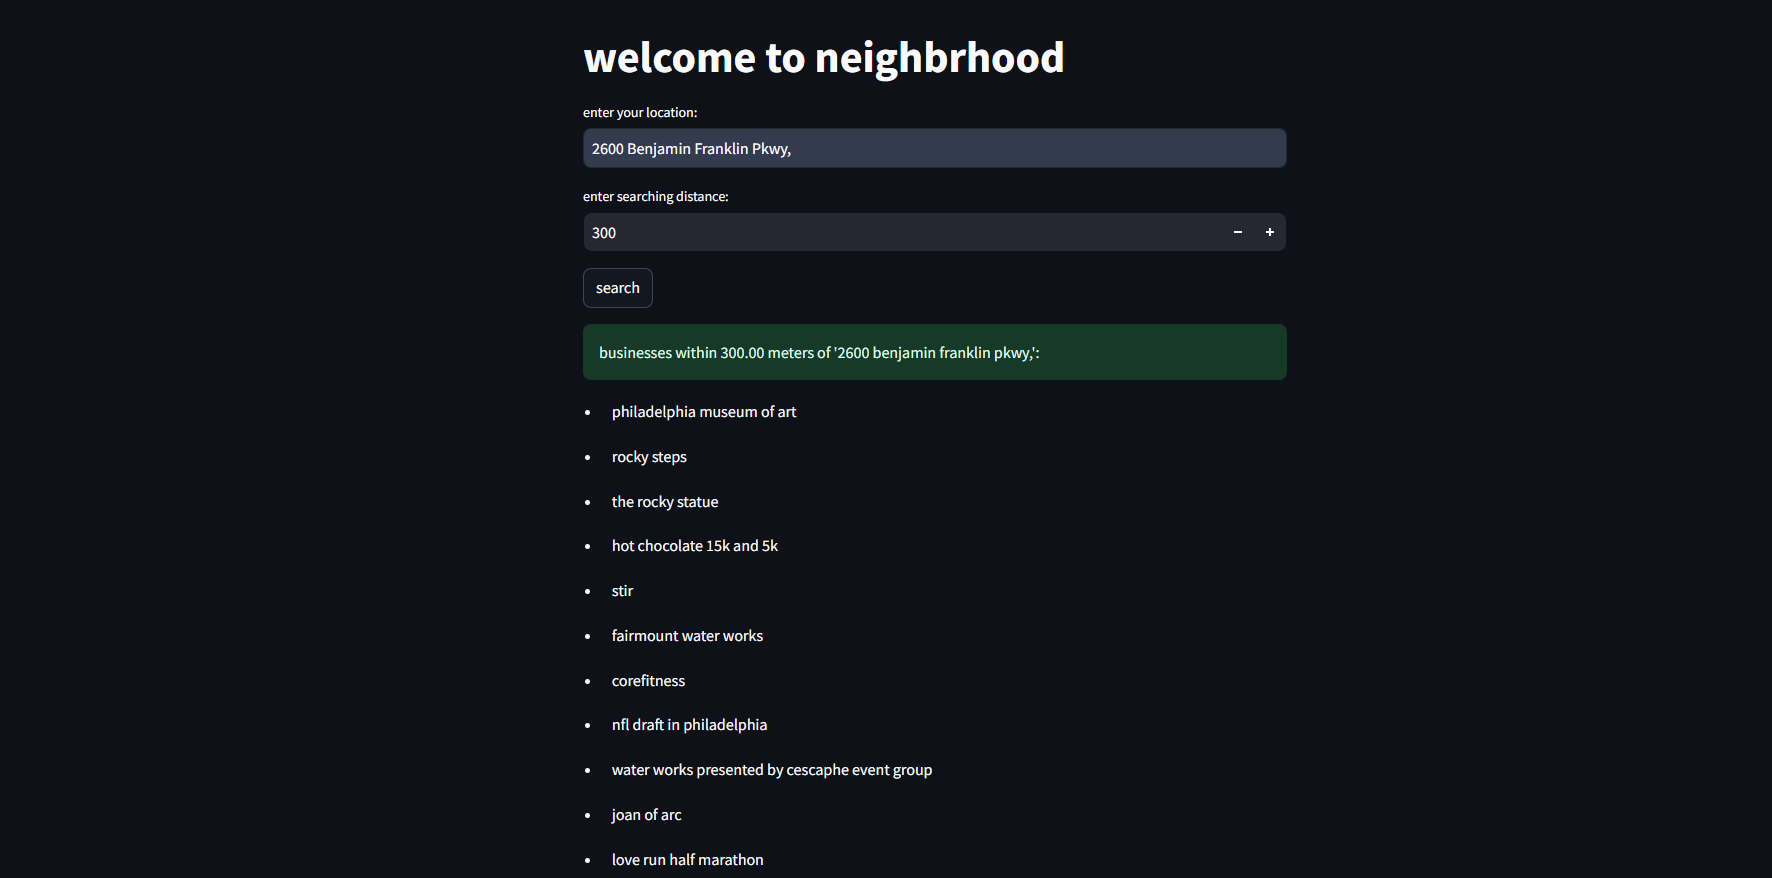 welcome to neighbrhood
enter your location:
2600 Benjamin Franklin Pkwy,
enter searching distance:
300
search
businesses within 300.00 meters of '2600 benjamin franklin pkwy,':
philadelphia museum of art
rocky steps
the rocky statue
hot chocolate 15k and 5k
stir
fairmount water works
corefitness
nfl draft in philadelphia
water works presented by cescaphe event group
joan of arc
love run half marathon